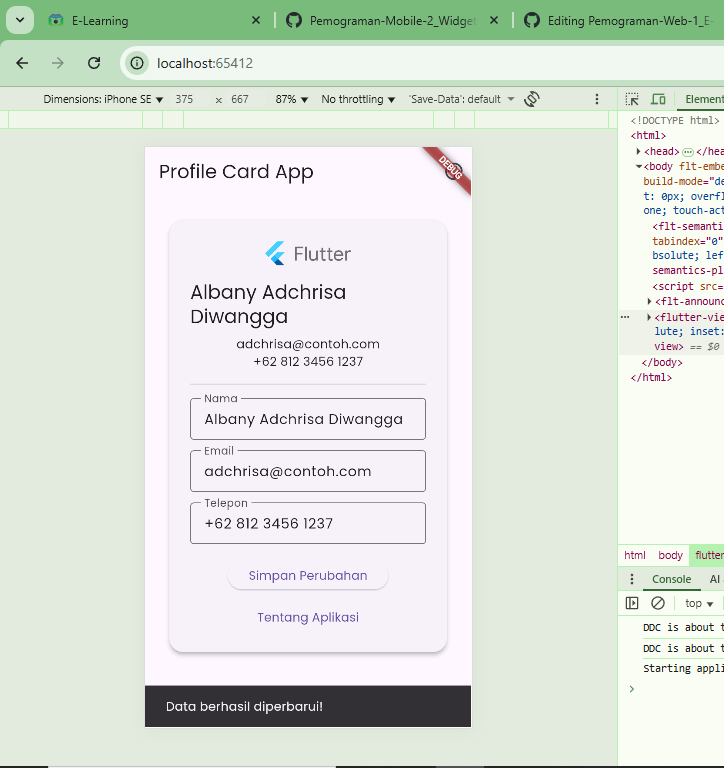 E-Learning
Pemograman-Mobile-2_Widget
Editing Pemograman-Web-1_E-
localhost:65412
Dimensions: iPhone SE 375 x 667 87% No throttling 'Save-Data': default
Elements
<!DOCTYPE html>
<html>
<head> ... </hea
<body flt-embe
build-mode="de
t: 0px; overfl
one; touch-act
<flt-semanti
tabindex="0"
bsolute; lef
semantics-pl
<script src=
<flt-announc
<flutter-vie
lute; inset:
view> == $0
</body>
</html>
Profile Card App
DEBUG
Flutter
Albany Adchrisa
Diwangga
adchrisa@contoh.com
+62 812 3456 1237
Nama
Albany Adchrisa Diwangga
Email
adchrisa@contoh.com
Telepon
+62 812 3456 1237
Simpan Perubahan
Tentang Aplikasi
Data berhasil diperbarui!
html body flutter
Console AI
top
DDC is about t
DDC is about t
Starting appli